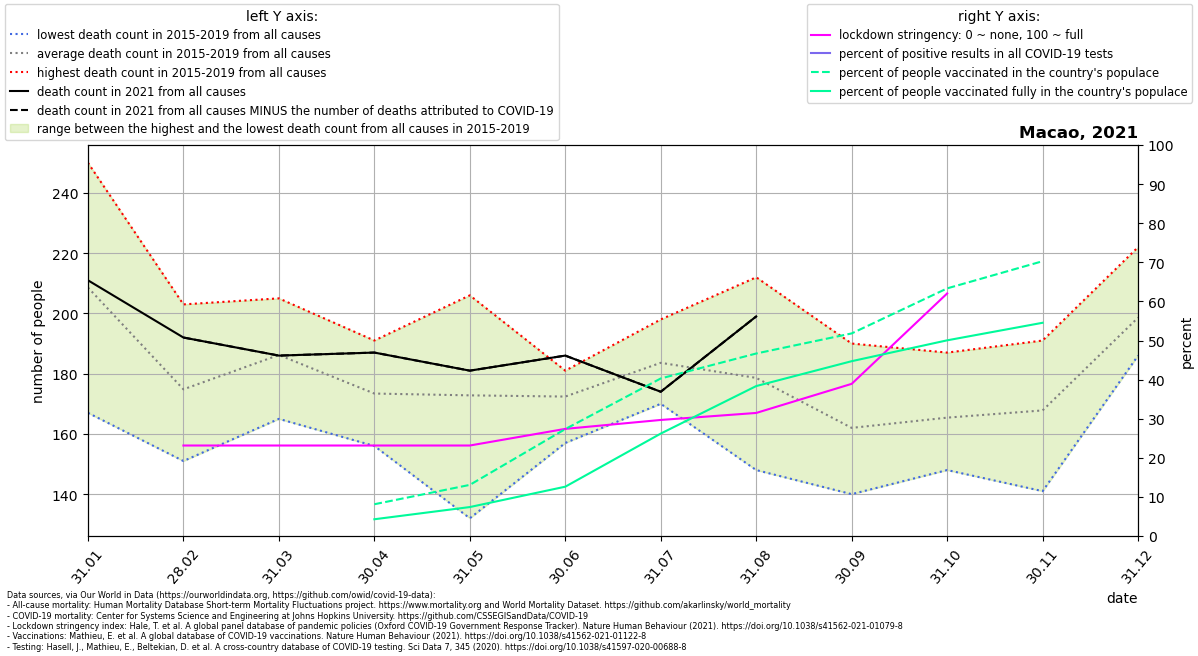 left Y axis:
lowest death count in 2015-2019 from all causes
average death count in 2015-2019 from all causes
highest death count in 2015-2019 from all causes
death count in 2021 from all causes
death count in 2021 from all causes MINUS the number of deaths attributed to COVID-19
range between the highest and the lowest death count from all causes in 2015-2019
right Y axis:
lockdown stringency: 0 ~ none, 100 ~ full
percent of positive results in all COVID-19 tests
percent of people vaccinated in the country's populace
percent of people vaccinated fully in the country's populace
Macao, 2021
number of people
240
220
200
180
160
140
100
90
80
70
60
50
40
30
20
10
0
percent
31.01
28.02
31.03
30.04
31.05
30.06
31.07
31.08
30.09
31.10
30.11
31.12
date
Data sources, via Our World in Data (https://ourworldindata.org, https://github.com/owid/covid-19-data):
- All-cause mortality: Human Mortality Database Short-term Mortality Fluctuations project. https://www.mortality.org and World Mortality Dataset. https://github.com/akarlinsky/world_mortality
- COVID-19 mortality: Center for Systems Science and Engineering at Johns Hopkins University. https://github.com/CSSEGISandData/COVID-19
- Lockdown stringency index: Hale, T. et al. A global panel database of pandemic policies (Oxford COVID-19 Government Response Tracker). Nature Human Behaviour (2021). https://doi.org/10.1038/s41562-021-01079-8
- Vaccinations: Mathieu, E. et al. A global database of COVID-19 vaccinations. Nature Human Behaviour (2021). https://doi.org/10.1038/s41562-021-01122-8
- Testing: Hasell, J., Mathieu, E., Beltekian, D. et al. A cross-country database of COVID-19 testing. Sci Data 7, 345 (2020). https://doi.org/10.1038/s41597-020-00688-8